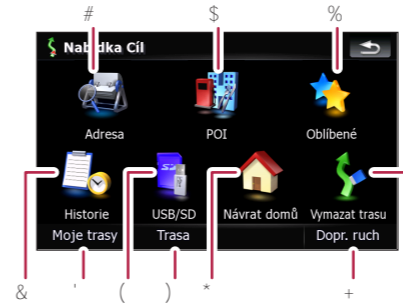 # $ %
Nabídka Cíl
Adresa POI Oblíbené
Historie USB/SD Návrat domů Vymazat trasu
Moje trasy Trasa Dopr. ruch
& ' ( ) * +